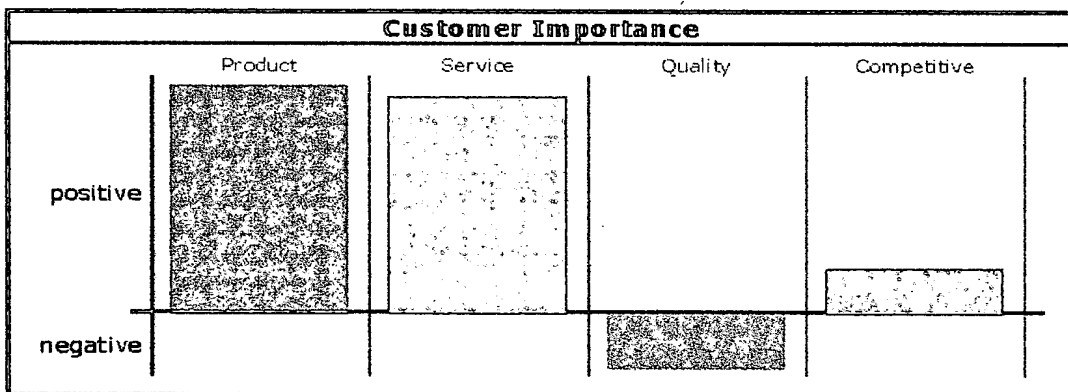 Customer Importance
Product Service Quality Competitive
positive
negative